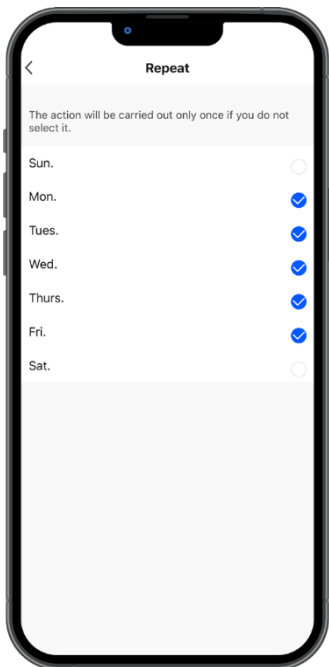 Repeat
The action will be carried out only once if you do not
select it.
Sun.
Mon.
Tues.
Wed.
Thurs.
Fri.
Sat.